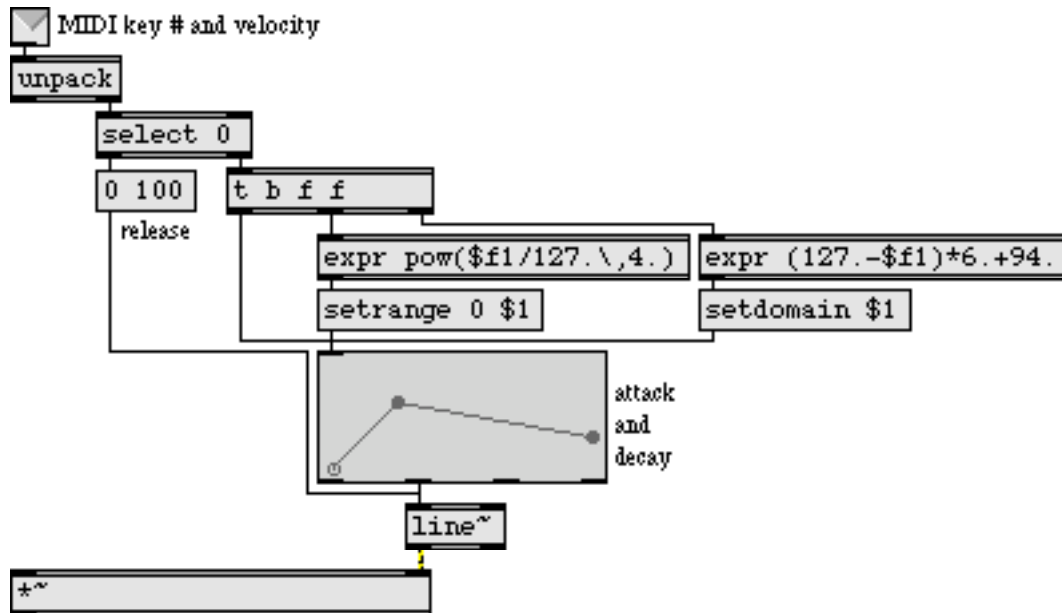 MIDI key # and velocity
unpack
select 0
0 100
t b f f
release
expr pow($f1/127.\,4.)
expr (127.-$f1)*6.+94.
setrange 0 $1
setdomain $1
attack
and
decay
line~
*~